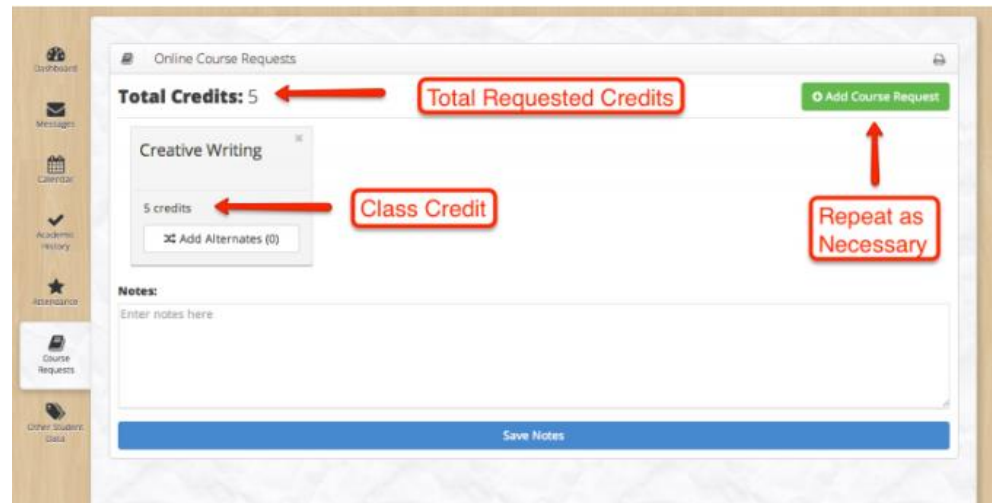 Dashboard
Messages
Calendar
Academic
History
Attendance
Course
Requests
Other Student
Data
Online Course Requests
Total Credits: 5
Total Requested Credits
Add Course Request
Creative Writing
5 credits
Class Credit
Add Alternates (0)
Repeat as
Necessary
Notes:
Enter notes here
Save Notes